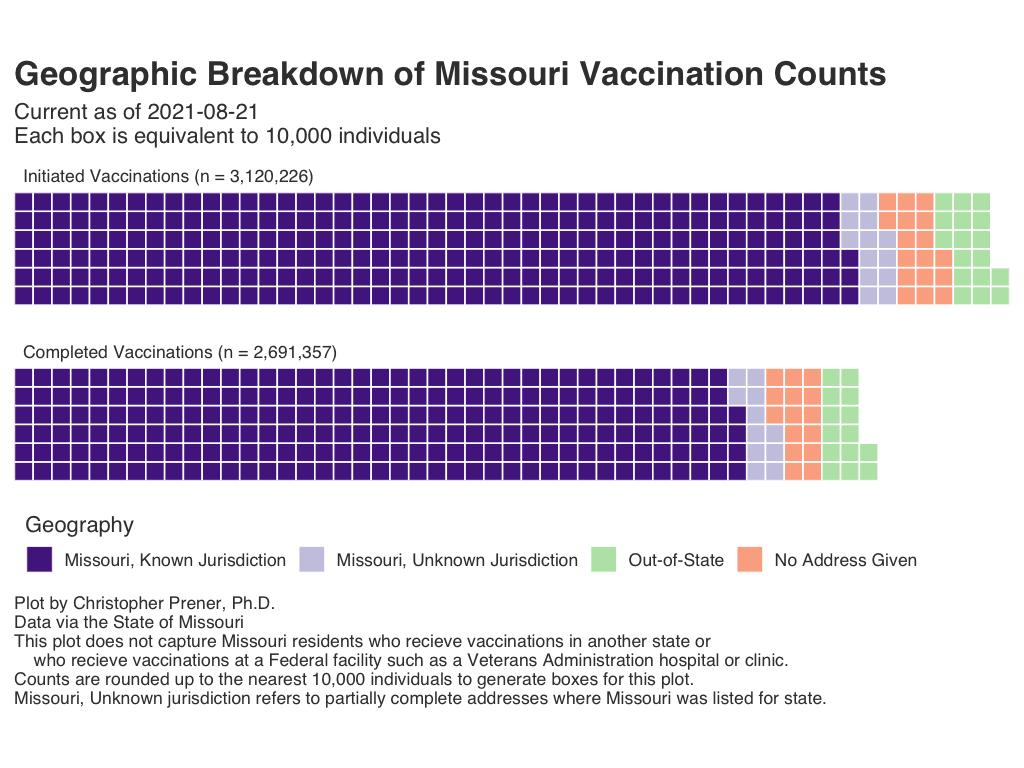 Geographic Breakdown of Missouri Vaccination Counts
Current as of 2021-08-21
Each box is equivalent to 10,000 individuals
Initiated Vaccinations (n = 3,120,226)
Completed Vaccinations (n = 2,691,357)
Geography
Missouri, Known Jurisdiction Missouri, Unknown Jurisdiction Out-of-State No Address Given
Plot by Christopher Prener, Ph.D.
Data via the State of Missouri
This plot does not capture Missouri residents who recieve vaccinations in another state or
who recieve vaccinations at a Federal facility such as a Veterans Administration hospital or clinic.
Counts are rounded up to the nearest 10,000 individuals to generate boxes for this plot.
Missouri, Unknown jurisdiction refers to partially complete addresses where Missouri was listed for state.